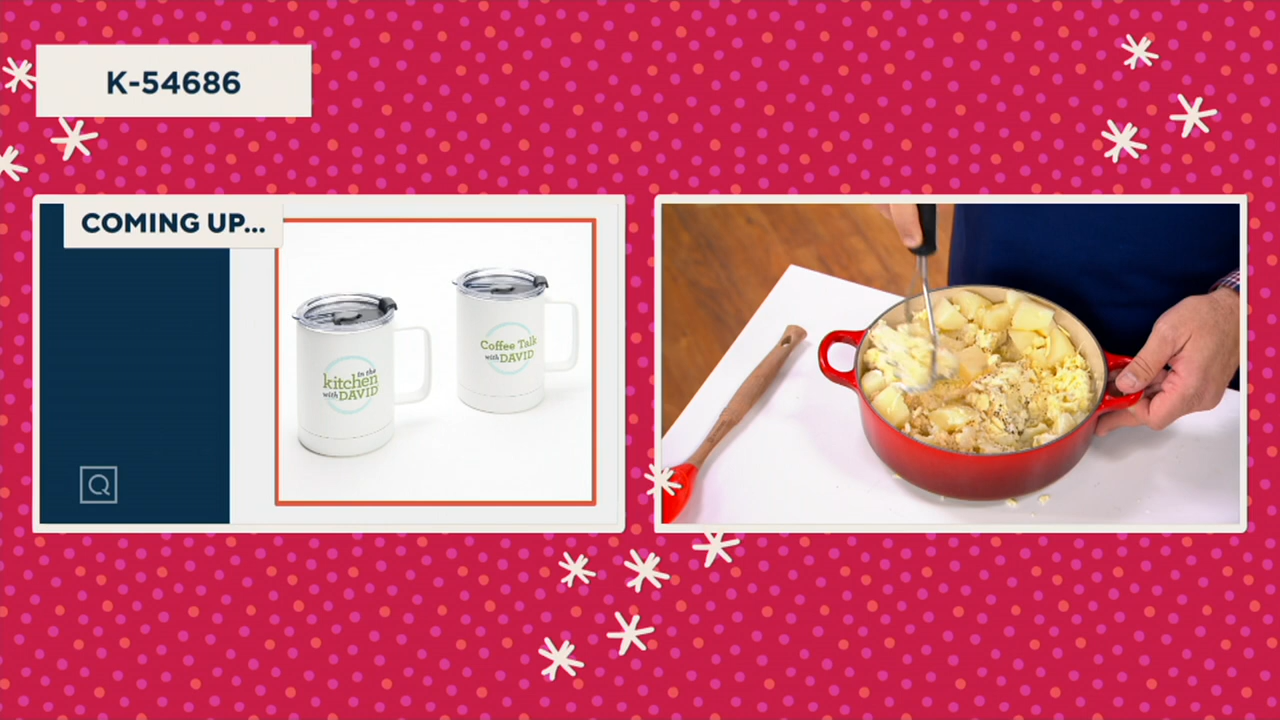 K-54686
COMING UP...
in the
kitchen
with DAVID
Coffee Talk
with DAVID
Q